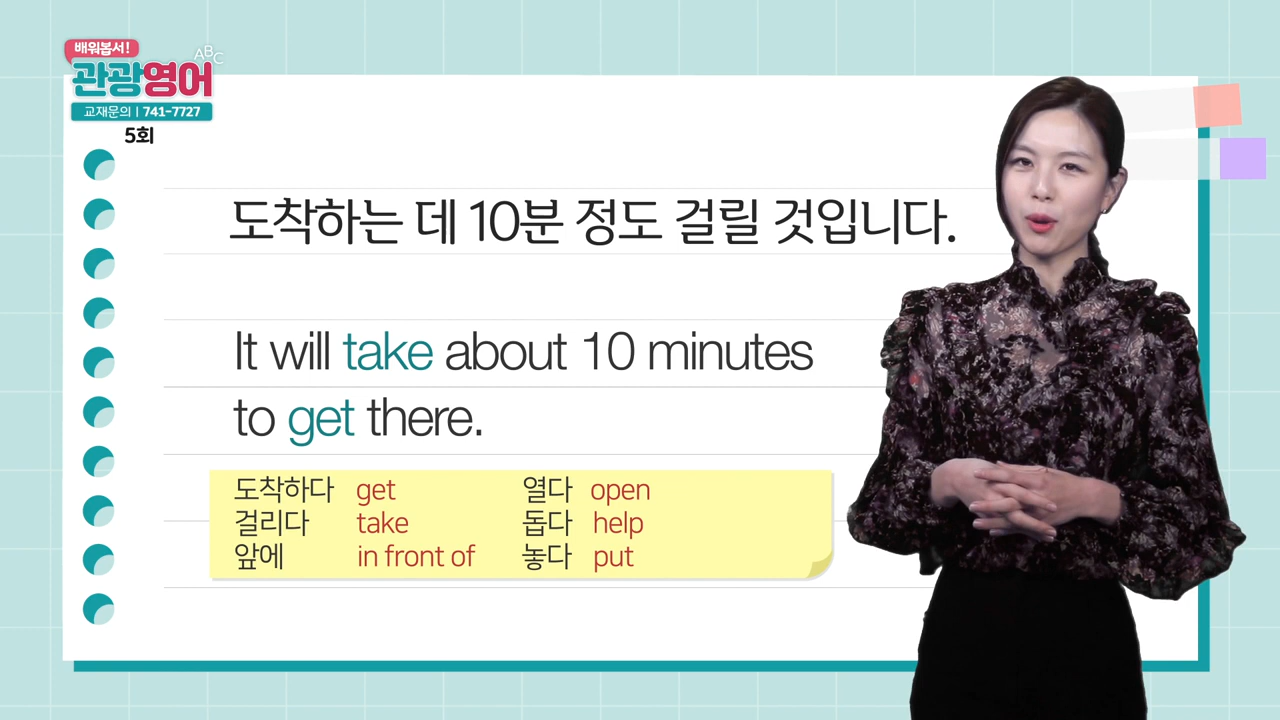 배워봅서!
ABC
관광영어
교재문의 | 741-7727
5회
도착하는 데 10분 정도 걸릴 것입니다.
It will take about 10 minutes
to get there.
도착하다 get 열다 open
걸리다 take 돕다 help
앞에 in front of 놓다 put